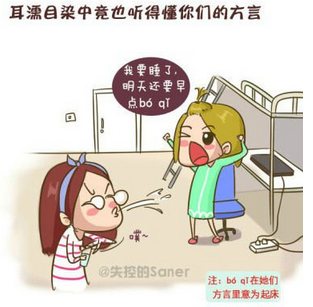 耳濡目染中竟也听得懂你们的方言
我要睡了，
明天还要早
点bó qǐ
噗~
@失控的Saner
注：bó qǐ在她们
方言里意为起床